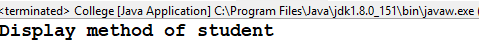 <terminated> College [Java Application] C:\Program Files\Java\jdk1.8.0_151\bin\javaw.exe (
Display method of student